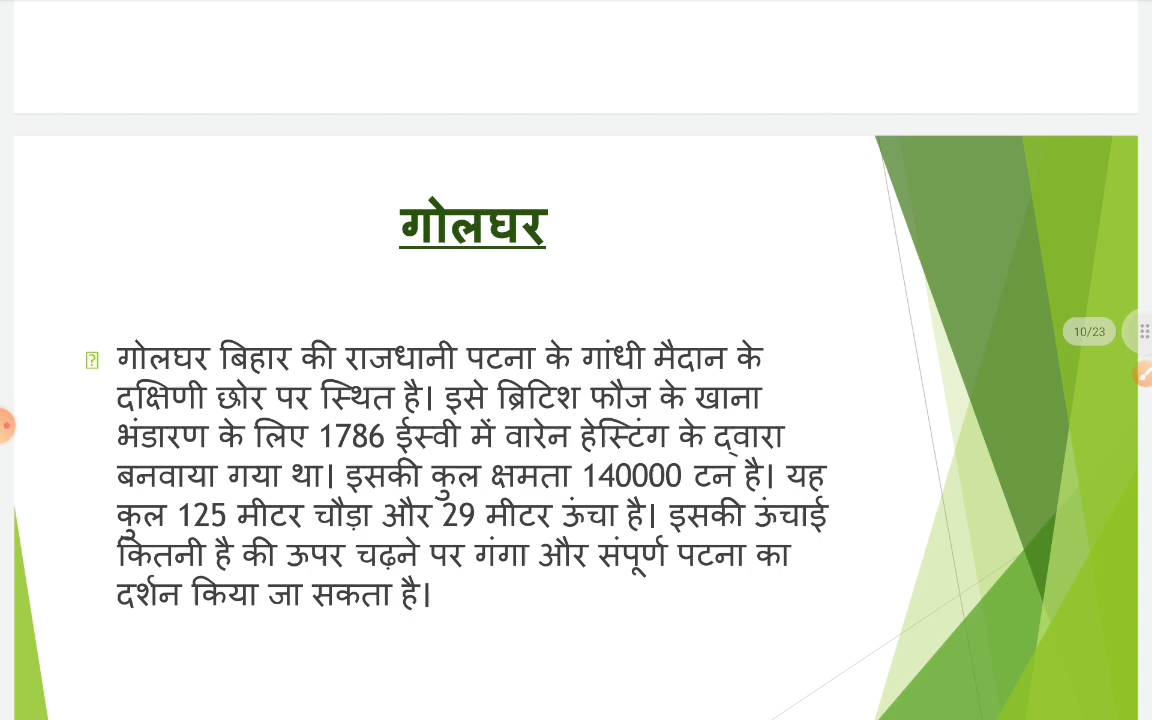 गोलघर
गोलघर बिहार की राजधानी पटना के गांधी मैदान के
दक्षिणी छोर पर स्थित है। इसे ब्रिटिश फौज के खाना
भंडारण के लिए 1786 ईस्वी में वारेन हेस्टिंग के द्वारा
बनवाया गया था। इसकी कुल क्षमता 140000 टन है। यह
कुल 125 मीटर चौड़ा और 29 मीटर ऊंचा है। इसकी ऊंचाई
कितनी है की ऊपर चढ़ने पर गंगा और संपूर्ण पटना का
दर्शन किया जा सकता है।
10/23